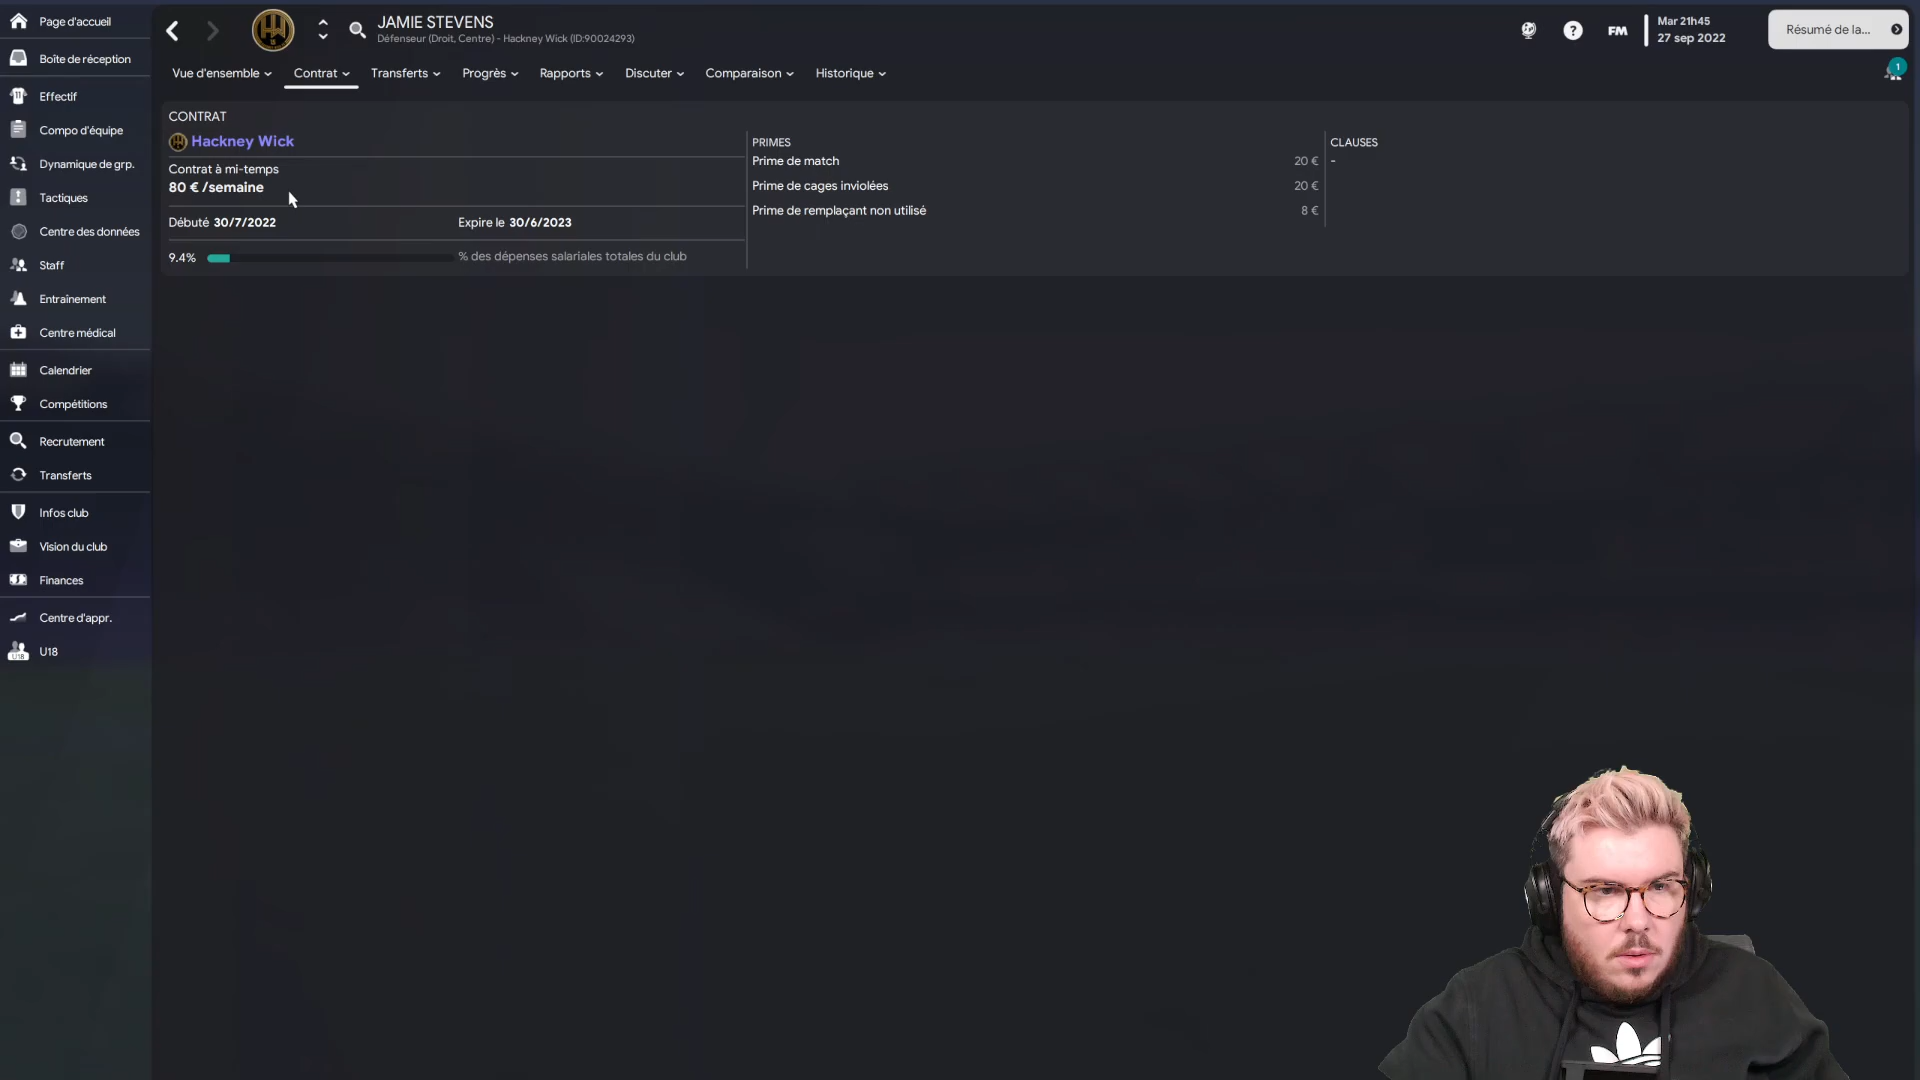 Page d'accueil
Boîte de réception
Effectif
Compo d'équipe
Dynamique de grp.
Tactiques
Centre des données
Staff
Entraînement
Centre médical
Calendrier
Compétitions
Recrutement
Transferts
Infos club
Vision du club
Finances
Centre d'appr.
U18
JAMIE STEVENS
Défenseur (Droit, Centre) - Hackney Wick (ID:90024293)
FM
Mar 21h45
27 sep 2022
Résumé de la...
Vue d'ensemble
Contrat
Transferts
Progrès
Rapports
Discuter
Comparaison
Historique
1
CONTRAT
Hackney Wick
Contrat à mi-temps
80 € /semaine
Débuté 30/7/2022
Expire le 30/6/2023
9.4%
% des dépenses salariales totales du club
PRIMES
Prime de match 20 €
Prime de cages inviolées 20 €
Prime de remplaçant non utilisé 8 €
CLAUSES
-